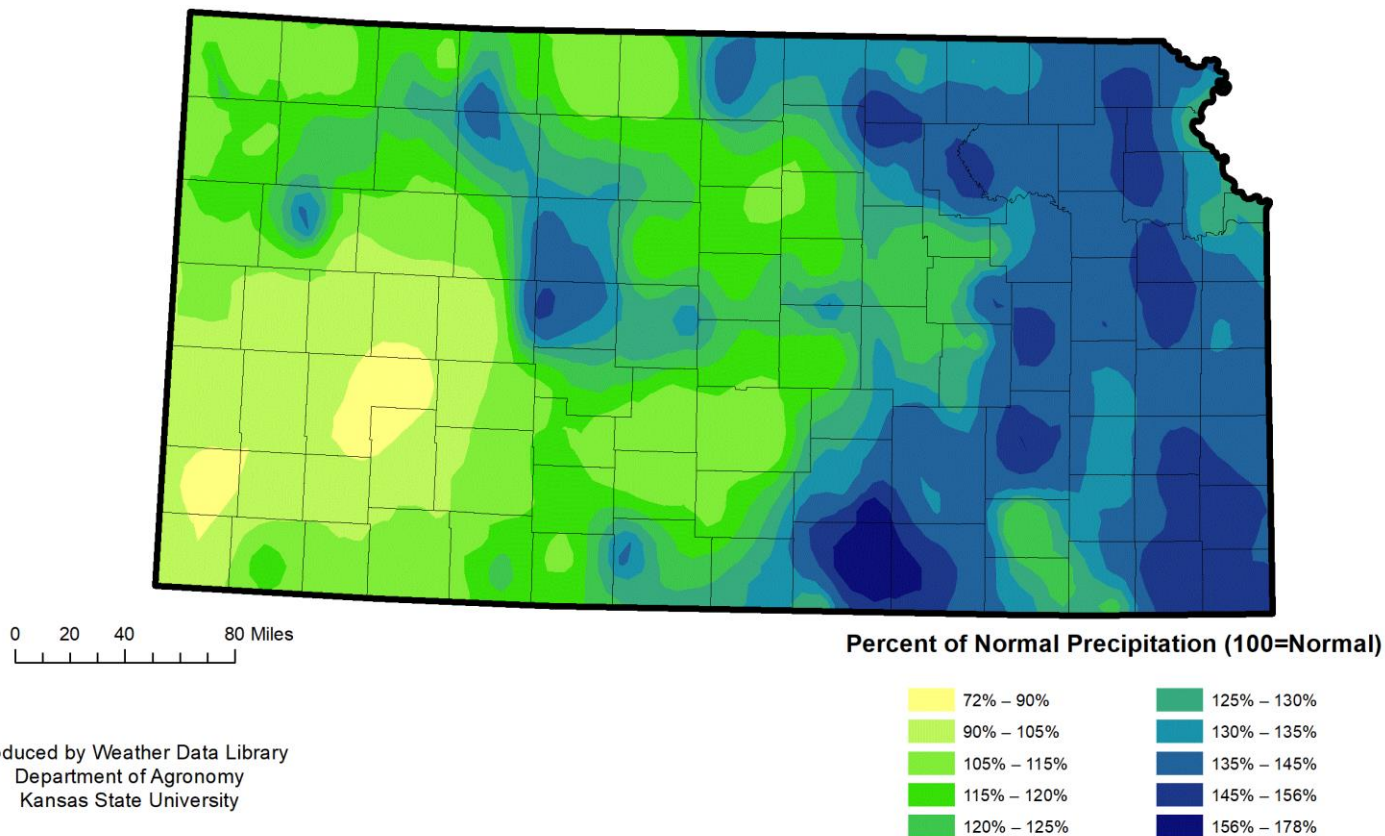 0 20 40 80 Miles
Percent of Normal Precipitation (100=Normal)
72% – 90%
90% – 105%
105% – 115%
115% – 120%
120% – 125%
125% – 130%
130% – 135%
135% – 145%
145% – 156%
156% – 178%
oduced by Weather Data Library
Department of Agronomy
Kansas State University